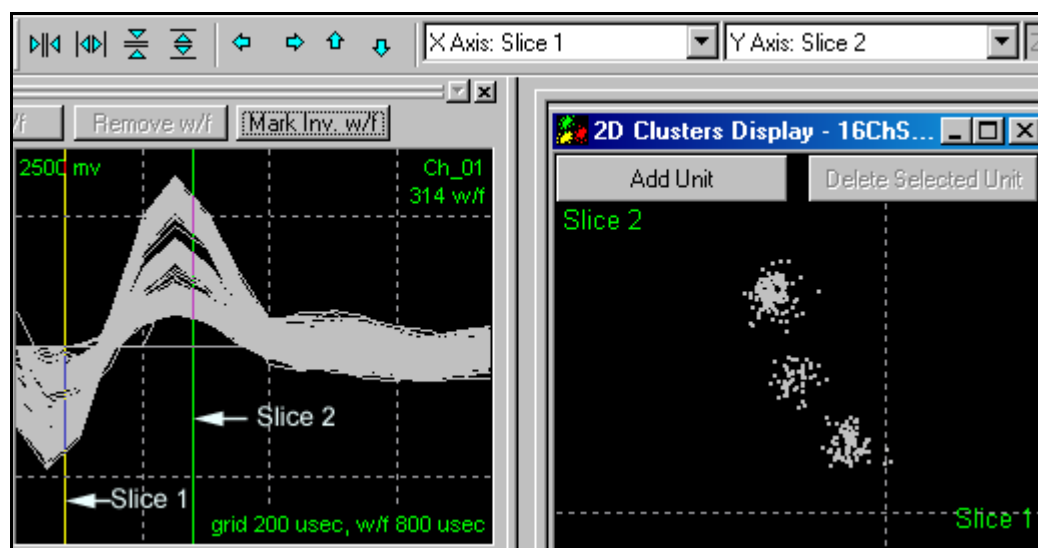 X Axis: Slice 1
Y Axis: Slice 2
Remove w/f
Mark Inv. w/f
2500 mv
Ch_01
314 w/f
Slice 2
Slice 1
grid 200 usec, w/f 800 usec
2D Clusters Display - 16ChS...
Add Unit
Delete Selected Unit
Slice 2
Slice 1